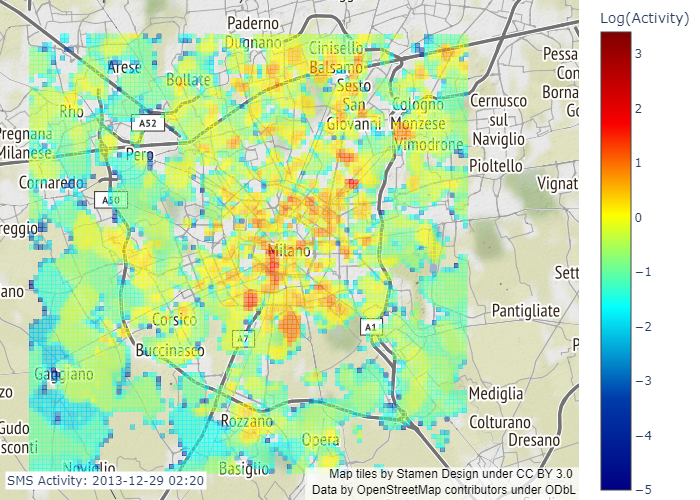 Paderno
Dugnano
Cinisello
Balsamo
Arese
Bollate
Sesto
San
Giovanni
Rho
A52
Cologno
Monzese
Vimodrone
Cernusco
sul
Naviglio
Pioltello
Pessa
Con
Borna
Go
Pregnana
Milanese
Pero
Cornaredo
A50
Vignat
reggio
Milano
ano
Sett
Corsico
A7
A1
Pantigliate
Buccinasco
P
Gaggiano
zo
Mediglia
Rozzano
Colturano
Gudo
sconti
Opera
Dresano
Noviglio
Basiglio
SMS Activity: 2013-12-29 02:20
Map tiles by Stamen Design under CC BY 3.0
Data by OpenStreetMap contributors under ODbL
Log(Activity)
3
2
1
0
−1
−2
−3
−4
−5